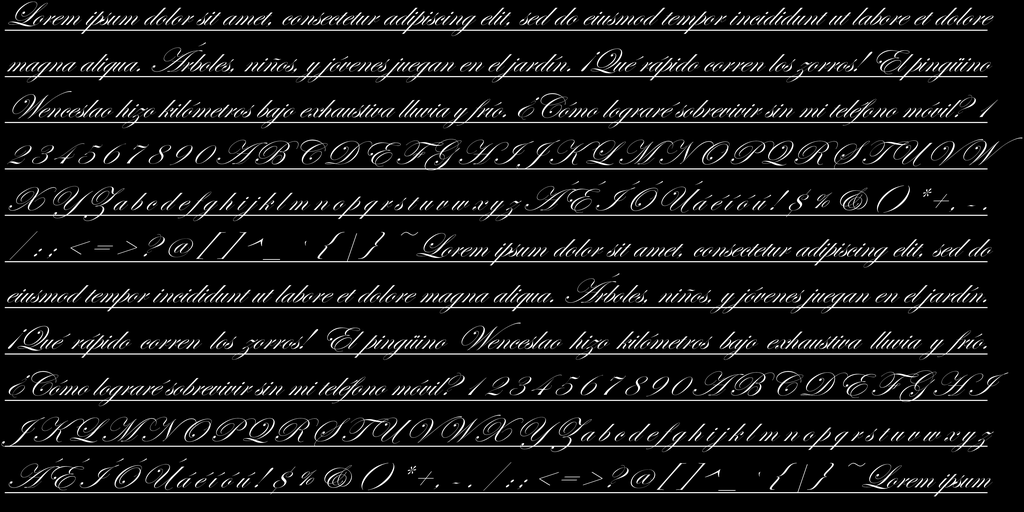 Lorem ipsum dolor sit amet, consectetur adipiscing elit, sed do eiusmod tempor incididunt ut labore et dolore
magna aliqua. Árboles, niños, y jóvenes juegan en el jardín. ¡Qué rápido corren los zorros! El pingüino
Wenceslao hizo kilómetros bajo exhaustiva lluvia y frío. ¿Cómo lograré sobrevivir sin mi teléfono móvil? 1
2 3 4 5 6 7 8 9 0 A B C D E F G H I J K L M N O P Q R S T U V W
X Y Z a b c d e f g h i j k l m n o p q r s t u v w x y z Á É Í Ó Ú á é í ó ú ! $ % & ( ) * + , - .
/ : ; < = > ? @ [ ] ^ _ ` { | } ~ Lorem ipsum dolor sit amet, consectetur adipiscing elit, sed do
eiusmod tempor incididunt ut labore et dolore magna aliqua. Árboles, niños, y jóvenes juegan en el jardín.
¡Qué rápido corren los zorros! El pingüino Wenceslao hizo kilómetros bajo exhaustiva lluvia y frío.
¿Cómo lograré sobrevivir sin mi teléfono móvil? 1 2 3 4 5 6 7 8 9 0 A B C D E F G H I
J K L M N O P Q R S T U V W X Y Z a b c d e f g h i j k l m n o p q r s t u v w x y z
Á É Í Ó Ú á é í ó ú ! $ % & ( ) * + , - . / : ; < = > ? @ [ ] ^ _ ` { | } ~ Lorem ipsum